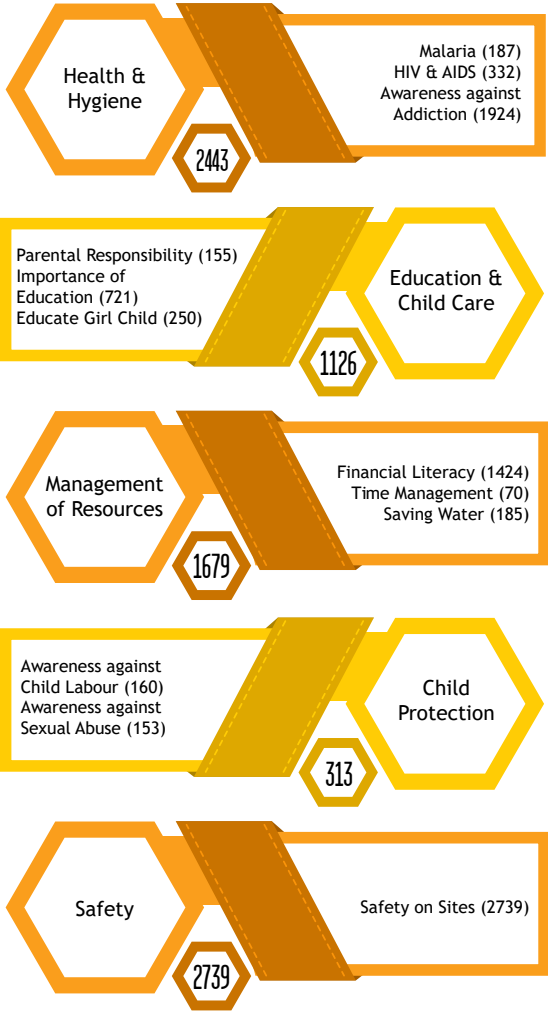 Health &
Hygiene
Malaria (187)
HIV & AIDS (332)
Awareness against
Addiction (1924)
2443
Parental Responsibility (155)
Importance of
Education (721)
Educate Girl Child (250)
Education &
Child Care
1126
Management
of Resources
Financial Literacy (1424)
Time Management (70)
Saving Water (185)
1679
Awareness against
Child Labour (160)
Awareness against
Sexual Abuse (153)
Child
Protection
313
Safety
Safety on Sites (2739)
2739